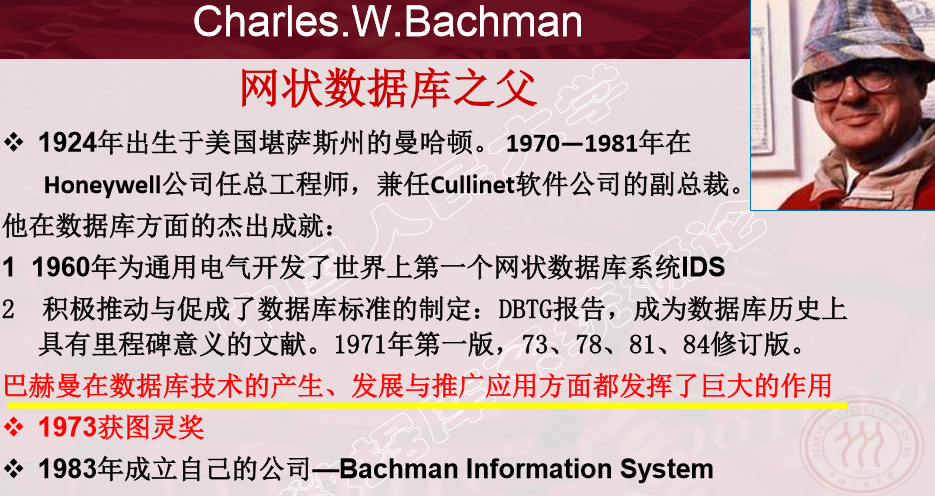 Charles.W.Bachman
网状数据库之父
❖ 1924年出生于美国堪萨斯州的曼哈顿。 1970—1981年在
Honeywell公司任总工程师，兼任Cullinet软件公司的副总裁。
他在数据库方面的杰出成就：
1 1960年为通用电气开发了世界上第一个网状数据库系统IDS
2 积极推动与促成了数据库标准的制定：DBTG报告，成为数据库历史上
具有里程碑意义的文献。1971年第一版，73、78、81、84修订版。
巴赫曼在数据库技术的产生、发展与推广应用方面都发挥了巨大的作用
❖ 1973获图灵奖
❖ 1983年成立自己的公司—Bachman Information System